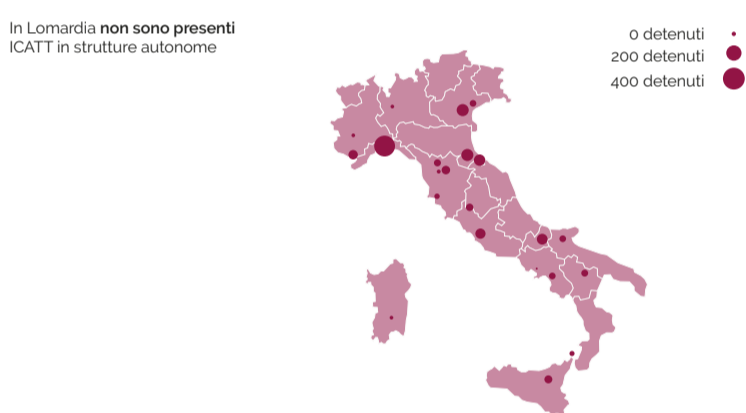 In Lomardia non sono presenti
ICATT in strutture autonome
0 detenuti
200 detenuti
400 detenuti